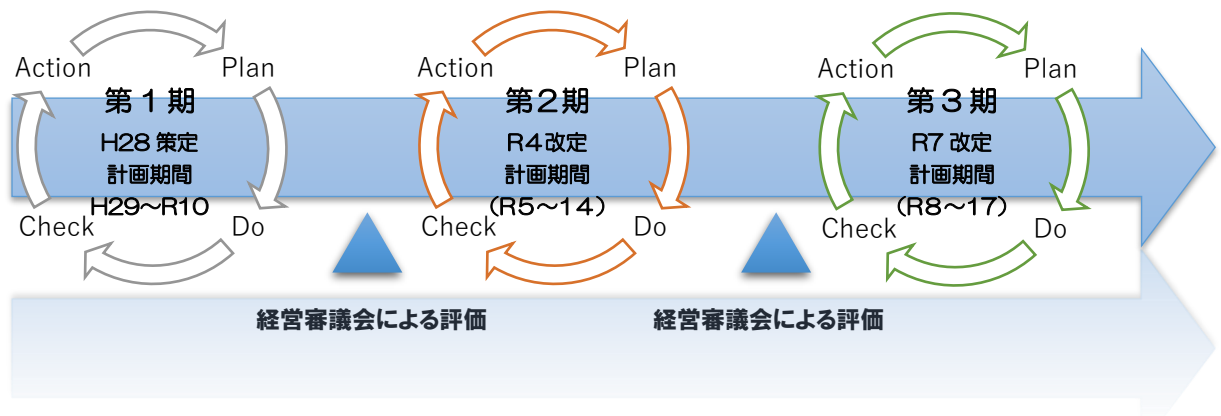 Action
Plan
第1期
H28 策定
計画期間
H29～R10
Check
Do
Action
Plan
第2期
R4改定
計画期間
(R5～14)
Check
Do
Action
Plan
第3期
R7 改定
計画期間
(R8～17)
Check
Do
経営審議会による評価
経営審議会による評価